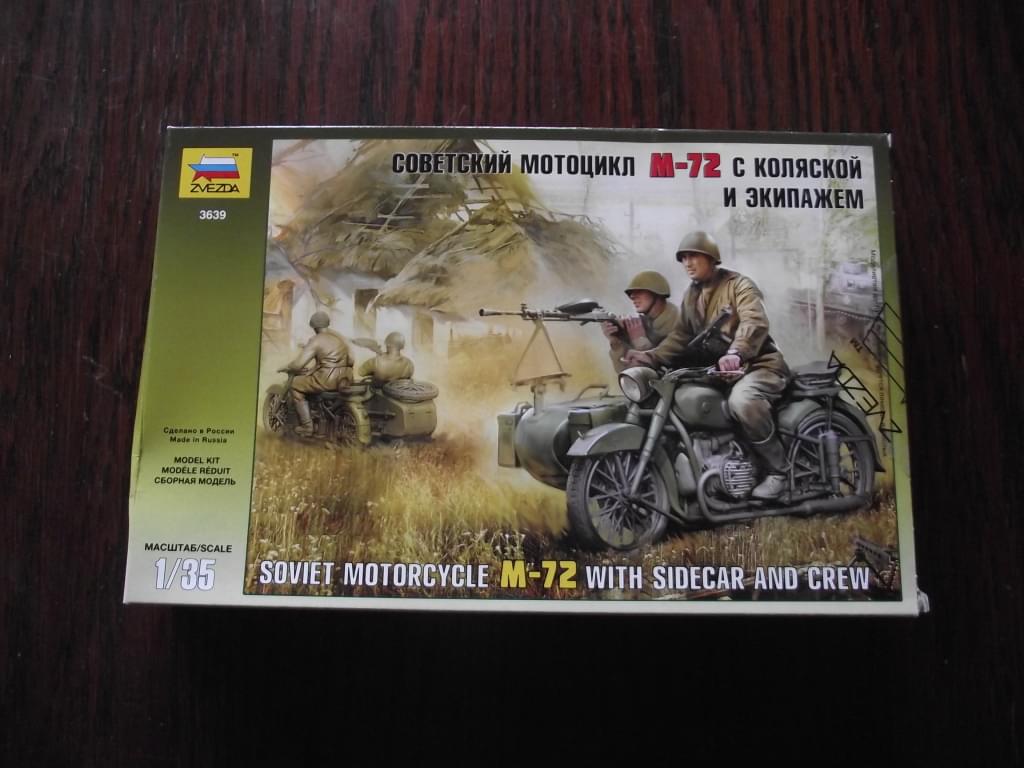 СОВЕТСКИЙ МОТОЦИКЛ М-72 С КОЛЯСКОЙ
И ЭКИПАЖЕМ
ZVEZDA
TM
3639
Сделано в России
Made in Russia
MODEL KIT
MODÈLE RÉDUIT
СБОРНАЯ МОДЕЛЬ
МАСШТАБ/SCALE
1/35
SOVIET MOTORCYCLE M-72 WITH SIDECAR AND CREW